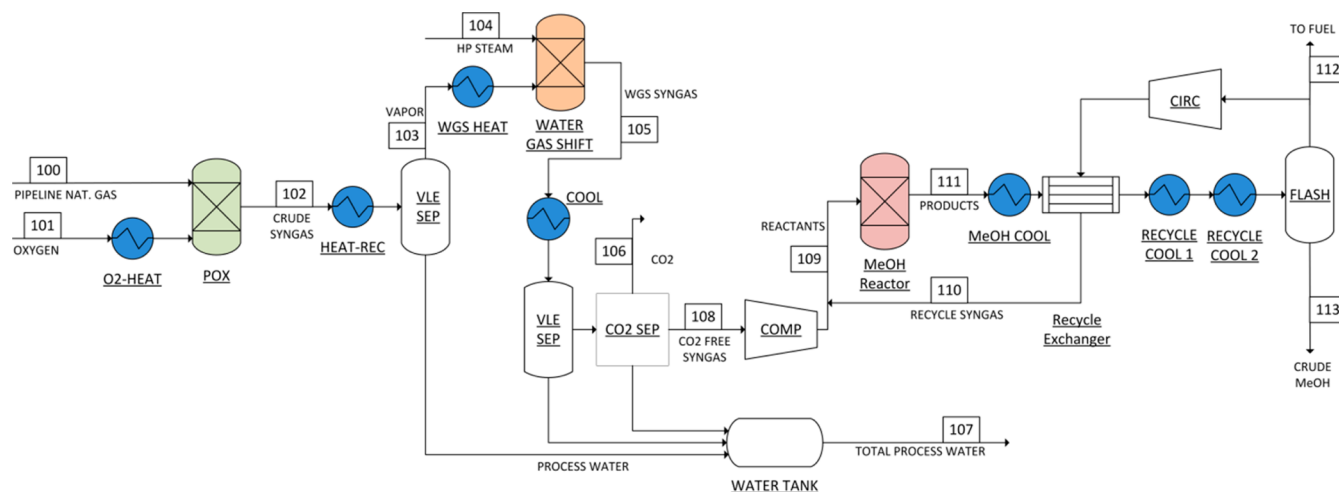 104
HP STEAM
TO FUEL
112
CIRC
VAPOR
103
WGS HEAT
WATER
GAS SHIFT
WGS SYNGAS
105
100
PIPELINE NAT. GAS
102
CRUDE
SYNGAS
VLE
SEP
101
OXYGEN
O2-HEAT
POX
HEAT-REC
COOL
106
CO2
REACTANTS
109
111
PRODUCTS
MeOH COOL
MeOH
Reactor
RECYCLE
COOL 1
RECYCLE
COOL 2
FLASH
110
RECYCLE SYNGAS
Recycle
Exchanger
113
VLE
SEP
CO2 SEP
108
CO2 FREE
SYNGAS
COMP
CRUDE
MeOH
107
TOTAL PROCESS WATER
PROCESS WATER
WATER TANK